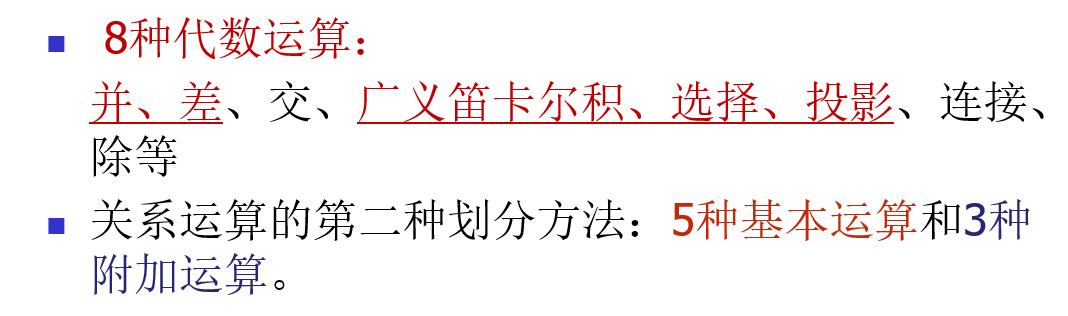 ■ 8种代数运算：
并、差、交、广义笛卡尔积、选择、投影、连接、
除等
■ 关系运算的第二种划分方法：5种基本运算和3种
附加运算。